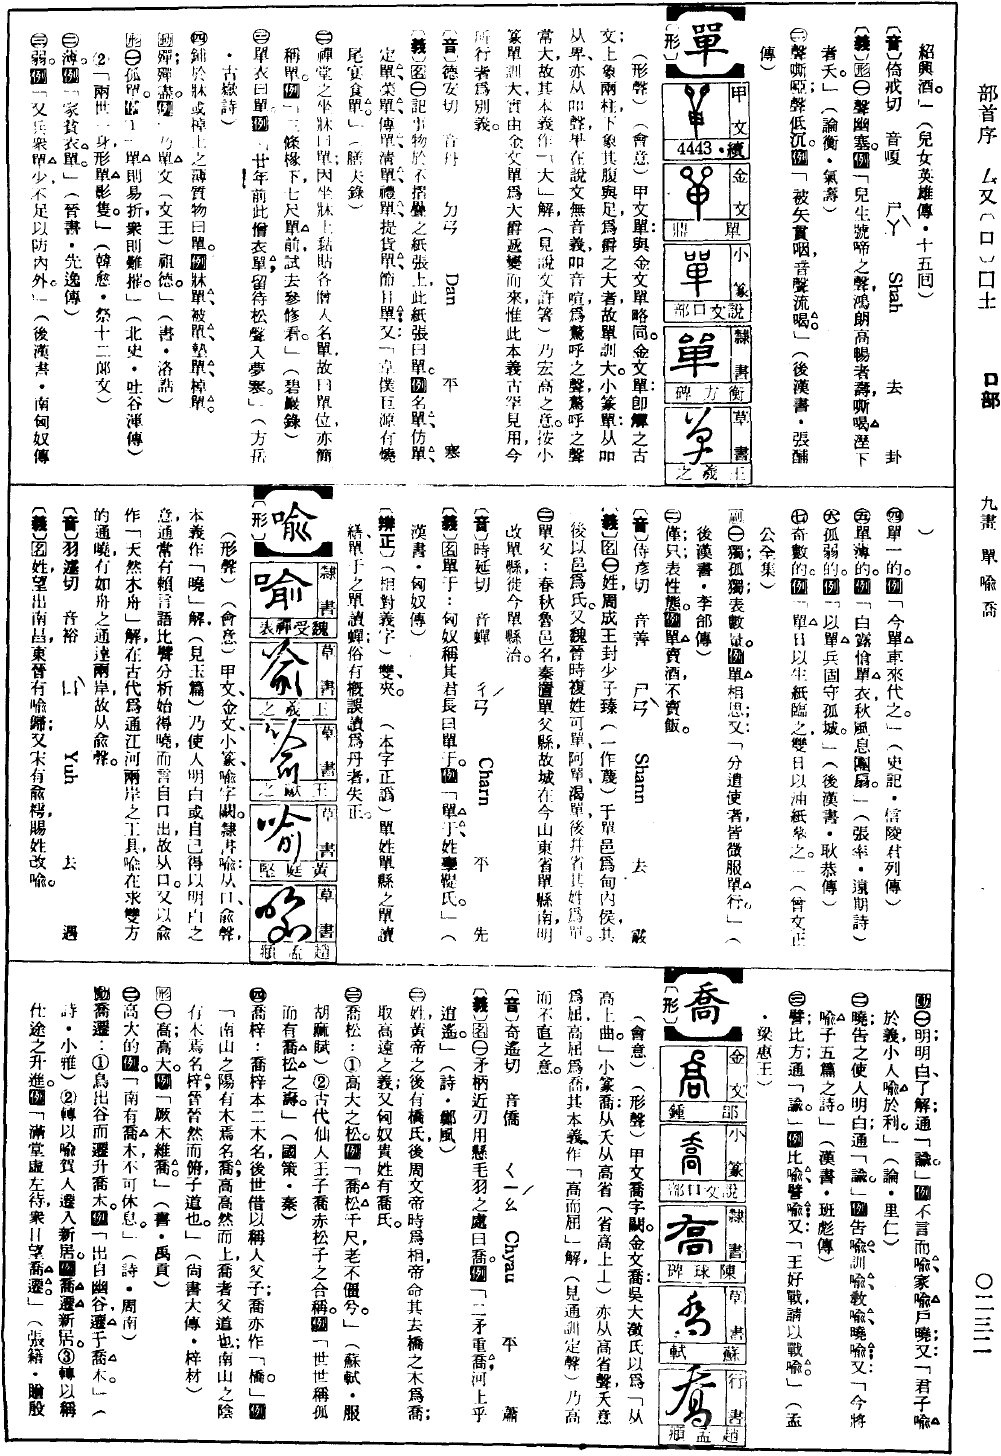 部首序 厶又〔口〕囗土 口部 九畫 單喻喬 〇二三二
紹興酒。」（兒女英雄傳・十五回）
〔音〕倚戒切 音嗄 ㄕㄚˋ Shah 去 卦
〔義〕形㊀聲幽塞。例「兒生號啼之聲鴻朗高暢者壽，嘶喝溼下
者夭。」（論衡・氣壽）
㊁聲嘶啞聲低沉。例「被矢貫咽音聲流喝。」（後漢書・張酺
傳）
單
〔形〕
甲文 續・4443
金文 單鼎
小篆 說文口部
隸書 衡方碑
草書 王羲之
（形聲）（會意）甲文單與金文單略同。金文單即解之古
文；上象兩柱下象其腹與足爲爵之大者故單訓大。小篆單从吅
从卑、亦从吅聲，卑在說文無音義吅音喧爲驚呼之聲驚呼之聲
常大故其本義作「大」解（見說文許箸）乃宏高之意。按小
篆單訓大實由金文單爲大爵遞變而來，惟此本義古罕見用，今
所行者爲別義。
〔音〕德安切 音丹 ㄉㄢ Dan 平 寒
〔義〕名㊀記事物於不摺疊之紙張上此紙張曰單。例名單、仿單、
定單、菜單、傳單、清單、禮單、提貨單、節目單；又「韋僕巨源有燒
尾宴食單。」（膳夫錄）
㊁禪堂之坐牀曰單；因坐牀上黏貼各僧人名單，故曰單位，亦簡
稱單。例「三條椽下七尺單前試去參修看。」（碧巖錄）
㊂單衣曰單。例「廿年前此僧衣單，留待松聲入夢寒。」（方岳
・古巖詩）
㊃鋪於牀或棹上之薄質物曰單。例牀單、被單、墊單、棹單。
動殫；殫盡。例「乃單文（文王）祖德。」（書・洛誥）
形㊀孤單。例1「單則易折，衆則難摧。」（北史・吐谷渾傳）
2「兩世一身，形單影隻。」（韓愈・祭十二郎文）
㊁薄。例「家貧衣單。」（晉書・先逸傳）
㊂弱。例「又兵衆單少，不足以防內外。」（後漢書・南匈奴傳
）
㊃單一的。例「今單車來代之。」（史記・信陵君列傳）
㊄單薄的。例「白露愴單衣，秋風息團扇。」（張率・遠期詩）
㊅孤弱的。例「以單兵固守孤城。」（後漢書・耿恭傳）
㊆奇數的。例「單日以生紙臨之雙日以油紙摹之。」（曾文正
公全集）
副㊀獨；孤獨；表數量。例單相思；又「分遣使者，皆微服單行。」（
後漢書・李郃傳）
㊁僅；只；表性態。例單賣酒，不賣飯。
〔音〕侍彥切 音善 ㄕㄢˋ Shann 去 霰
〔義〕名㊀姓，周成王封少子臻（一作蔑）于單邑爲甸內侯，其
後以邑爲氏。又魏晉時複姓可單、阿單、渴單後并省其姓爲單。
㊁單父：春秋魯邑名，秦置單父縣，故城在今山東省單縣南，明
改單縣徙今單縣治。
〔音〕時延切 音蟬 ㄔㄢˊ Charn 平 先
〔義〕名單于：匈奴稱其君長曰單于。例「單于姓攣鞮氏。」（
漢書・匈奴傳）
〔辨正〕（相對義字）雙、夾。（本字正譌）單姓單縣之單讀
繕，單于之單讀蟬；俗有槪誤讀爲丹者，失正。
喻
〔形〕
隸書 魏受禪表
草書 王羲之
草書 王獻之
草書 黃庭堅
草書 趙孟頫
（形聲）（會意）甲文、金文、小篆、喻字闕。隸書喻：从口、俞聲，
本義作「曉」解（見玉篇）乃使人明白或自己得以明白之
意，通常有賴言語比譬分析始得曉，而言自口出，故从口。又以俞
作「天然木舟」解，在古代爲通江河兩岸之工具，喻在求雙方
的通曉，有如舟之通達兩岸，故从俞聲。
〔音〕羽遙切 音裕 ㄩˋ Yuh 去 遇
〔義〕名姓，望出南昌，東晉有喻歸；又宋有俞樗，賜姓改喻。
動㊀明；明白；了解；通「諭」。例不言而喻、家喻戶曉；又「君子喻
於義，小人喻於利。」（論・里仁）
㊁曉告之使人明白；通「諭」。例告喻、訓喻、教喻、曉喻；又「今將
喻子五篇之詩。」（漢書・班彪傳）
㊂譬；比方；通「諭」。例比喻、譬喻；又「王好戰，請以戰喻。」（孟
・梁惠王）
喬
〔形〕
金文 邵鍾
小篆 說文口部
隸書 陳球碑
草書 蘇軾
行書 趙孟頫
（會意）（形聲）甲文喬字闕。金文喬：吳大澂氏以爲「从
高上曲。」小篆喬：从夭从高省（省高上亠）亦从高省聲，夭意
爲屈，高屈爲喬，其本義作「高而屈」解（見通訓定聲）乃高
而不直之意。
〔音〕奇遙切 音僑 ㄑㄧㄠˊ Chyau 平 蕭
〔義〕名㊀矛柄近刃用懸毛羽之處曰喬。例「二矛重喬，河上乎
逍遙。」（詩・鄭風）
㊁姓，黃帝之後有橋氏，後周文帝時爲相，帝命其去橋之木爲喬；
取高遠之義；又匈奴貴姓有喬氏。
㊂喬松：①高大之松。例「喬松千尺老不僵兮。」（蘇軾・服
胡麻賦）②古代仙人王子喬赤松子之合稱。例「世世稱孤
而有喬松之壽。」（國策・秦）
㊃喬梓：喬梓本二木名，後世借以稱人父子；喬亦作「橋。」例
「南山之陽有木焉名喬，高高然而上，喬者父道也；南山之陰
有木焉名梓，晉晉然而俯，子道也。」（尙書大傳・梓材）
形㊀高；高大。例「厥木維喬。」（書・禹貢）
㊁高大的。例「南有喬木，不可休息。」（詩・周南）
動喬遷：①鳥出谷而遷升喬木。例「出自幽谷，遷于喬木。」（
詩・小雅）②轉以喻賀人遷入新居。例喬遷新居。③轉以稱
仕途之升進。例「滿堂虛左待，衆目望喬遷。」（張籍・贈殷